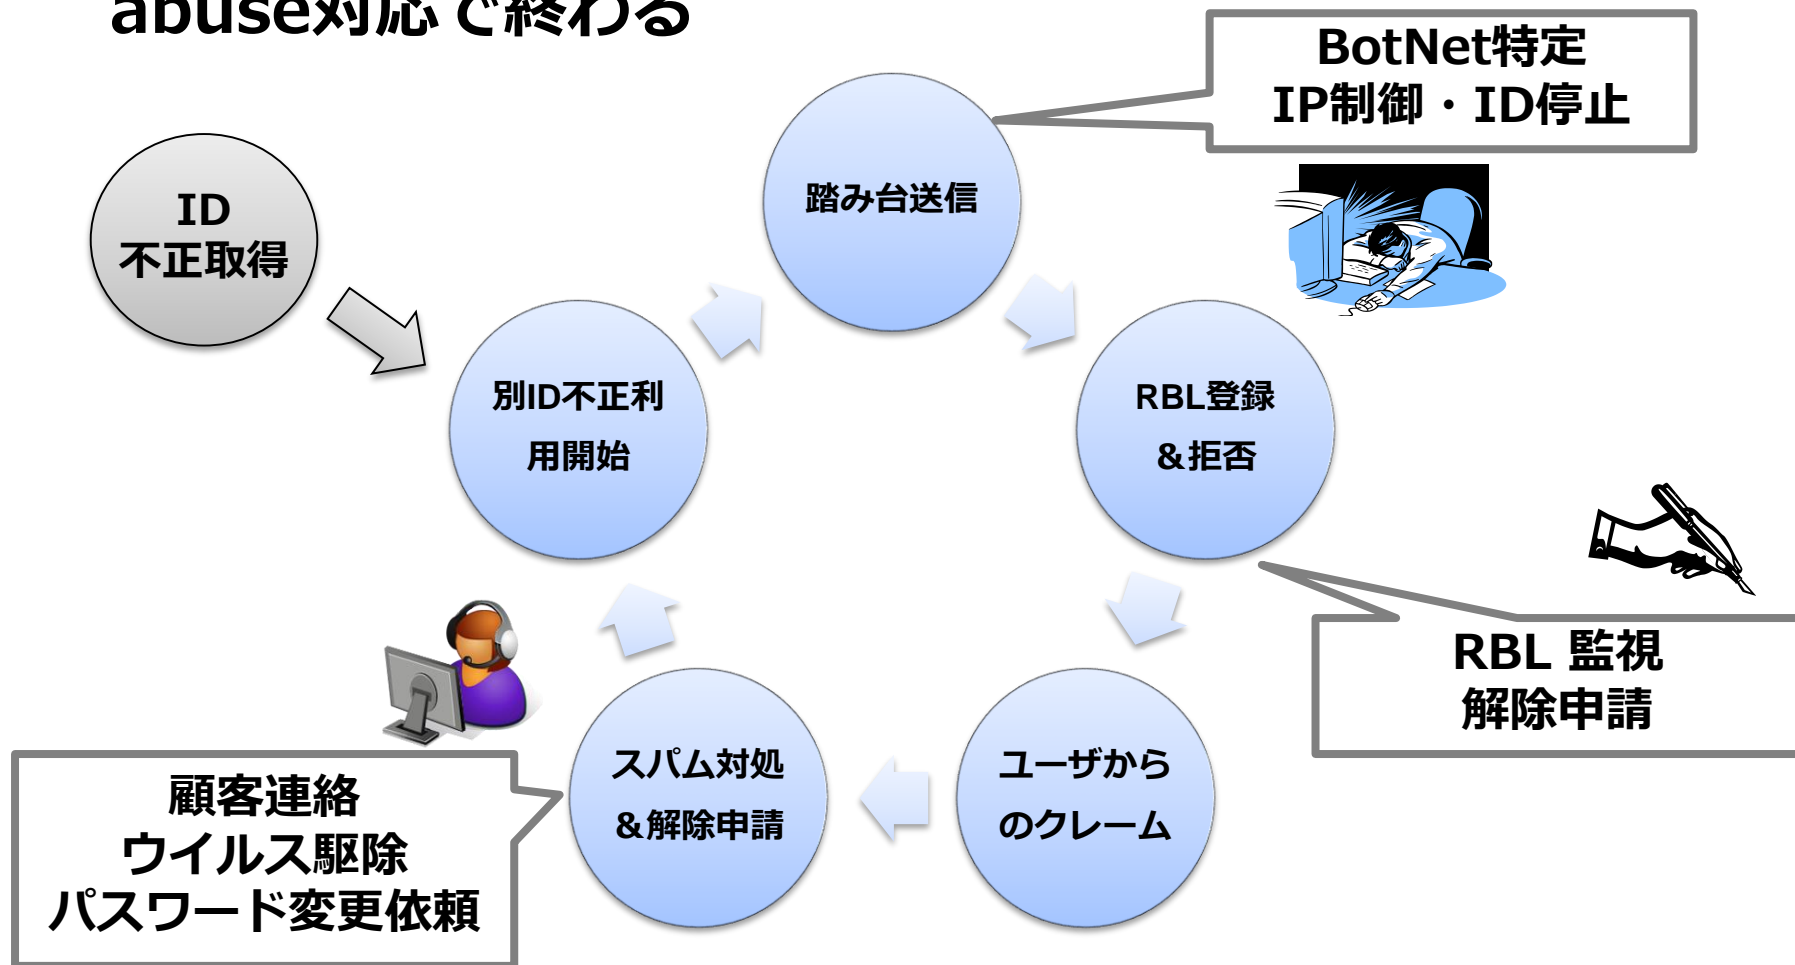 abuse対応で終わる
BotNet特定
IP制御・ID停止
ID
不正取得
踏み台送信
別ID不正利
用開始
RBL登録
＆拒否
RBL 監視
解除申請
ユーザから
のクレーム
スパム対処
＆解除申請
顧客連絡
ウイルス駆除
パスワード変更依頼